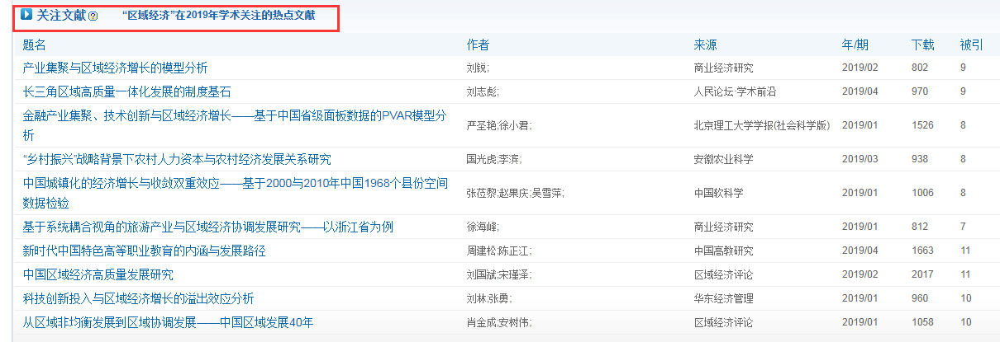 关注文献 “区域经济”在2019年学术关注的热点文献
题名 作者 来源 年/期 下载 被引
产业集聚与区域经济增长的模型分析 刘锐; 商业经济研究 2019/02 802 9
长三角区域高质量一体化发展的制度基石 刘志彪; 人民论坛·学术前沿 2019/04 970 9
金融产业集聚、技术创新与区域经济增长——基于中国省级面板数据的PVAR模型分
析 严圣艳;徐小君; 北京理工大学学报(社会科学版) 2019/01 1526 8
“乡村振兴”战略背景下农村人力资本与农村经济发展关系研究 国光虎;李滨; 安徽农业科学 2019/03 938 8
中国城镇化的经济增长与收敛双重效应——基于2000与2010年中国1968个县份空间
数据检验 张莅黎;赵果庆;吴雪萍; 中国软科学 2019/01 1006 8
基于系统耦合视角的旅游产业与区域经济协调发展研究——以浙江省为例 徐海峰; 商业经济研究 2019/01 812 7
新时代中国特色高等职业教育的内涵与发展路径 周建松;陈正江; 中国高教研究 2019/04 1663 11
中国区域经济高质量发展研究 刘国斌;宋瑾泽; 区域经济评论 2019/02 2017 11
科技创新投入与区域经济增长的溢出效应分析 刘林;张勇; 华东经济管理 2019/01 960 10
从区域非均衡发展到区域协调发展——中国区域发展40年 肖金成;安树伟; 区域经济评论 2019/01 1058 10